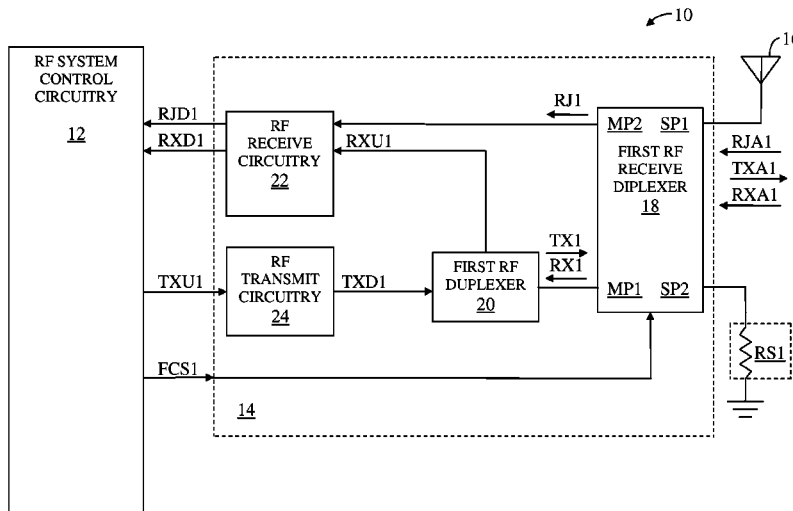 10
RF SYSTEM
CONTROL
CIRCUITRY
12
RJD1
RXD1
RF
RECEIVE
CIRCUITRY
22
RXU1
RJ1
MP2 SP1
FIRST RF
RECEIVE
DIPLEXER
18
RJA1
TXA1
RXA1
TXU1
RF
TRANSMIT
CIRCUITRY
24
TXD1
FIRST RF
DUPLEXER
20
TX1
RX1
MP1 SP2
RS1
FCS1
14